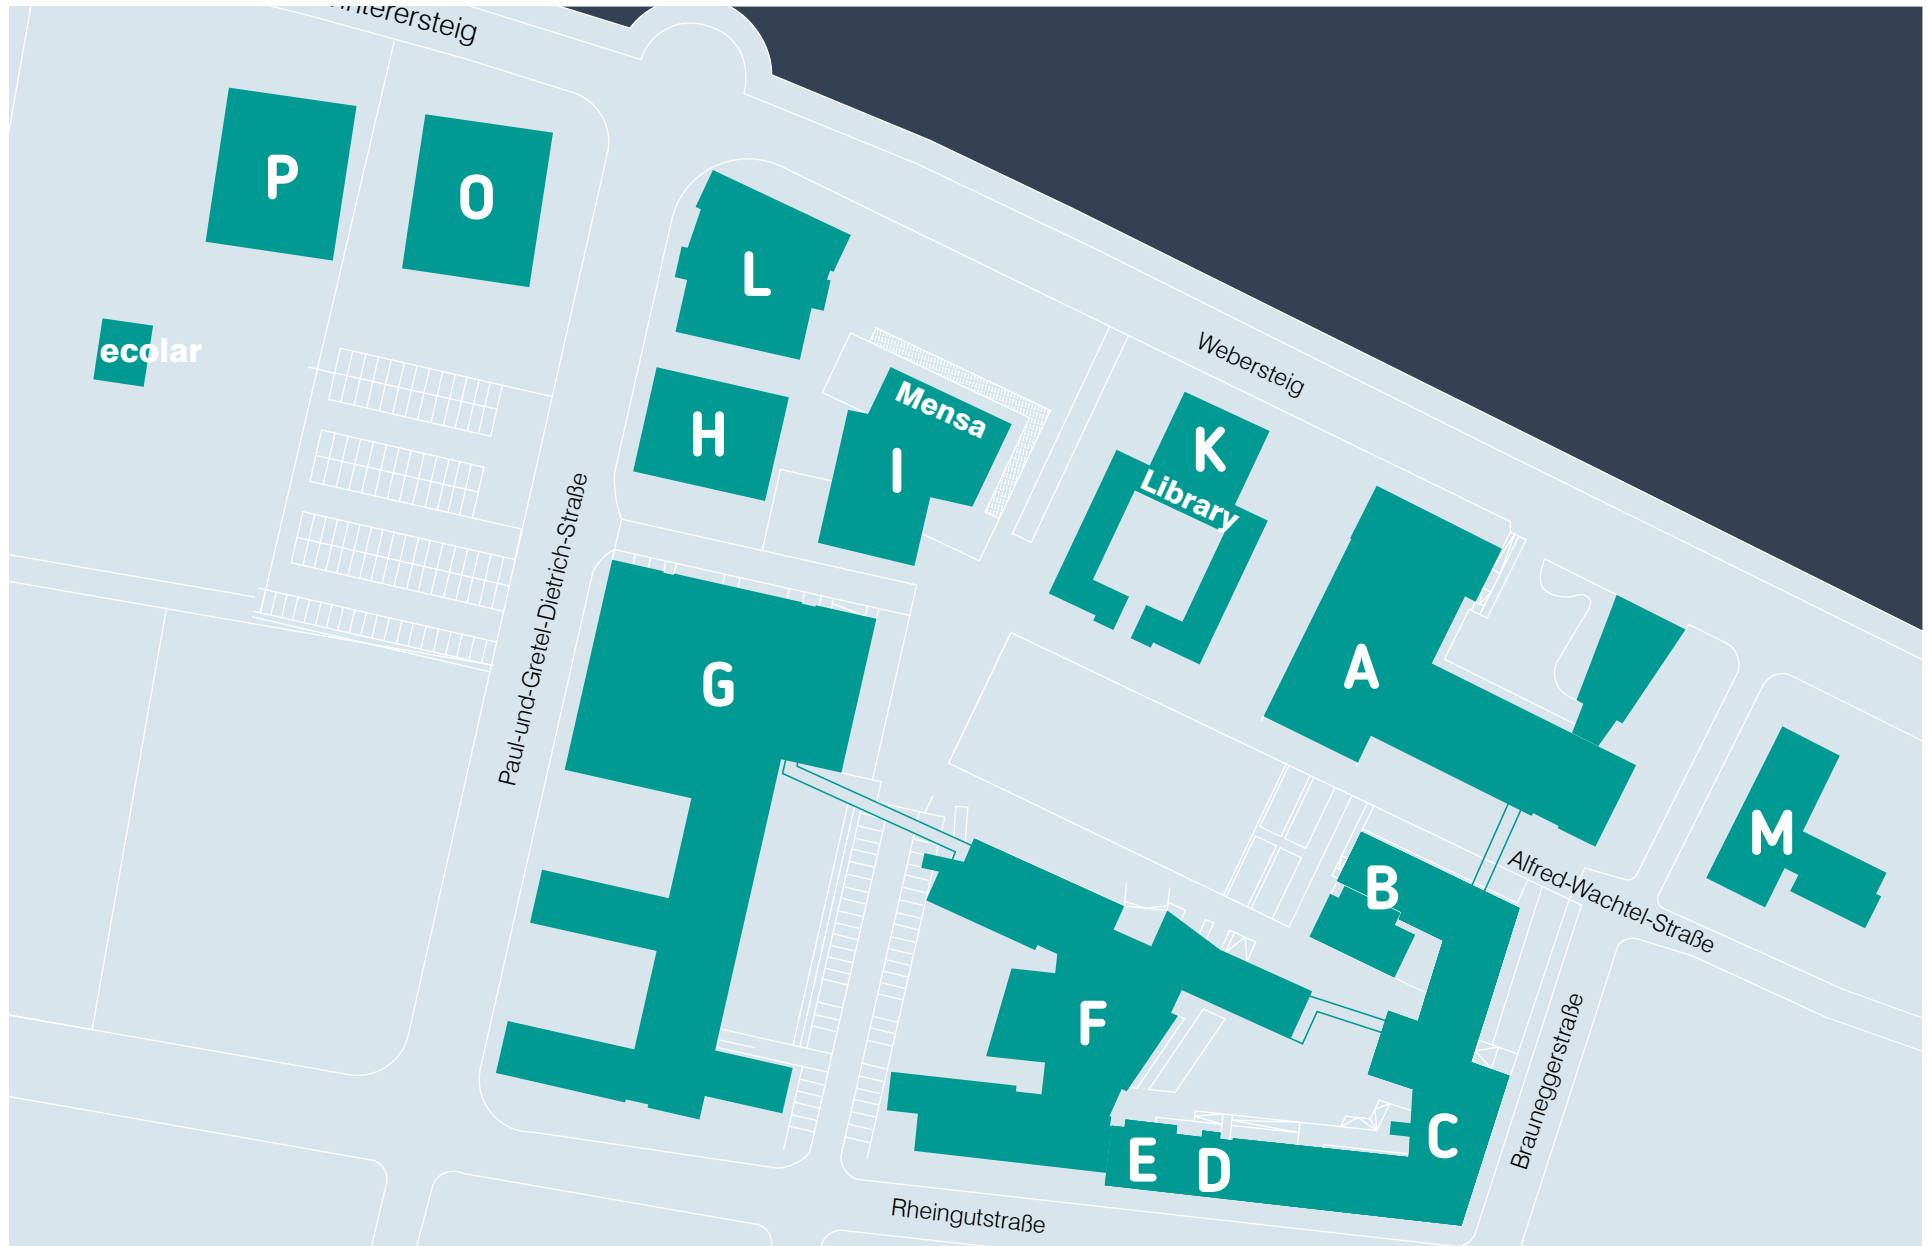 P
O
L
ecolar
H
Mensa
I
Webersteig
K
Library
Paul-und-Gretel-Dietrich-Straße
G
A
M
B
Alfred-Wachtel-Straße
F
C
E
D
Brauneggerstraße
Rheingutstraße